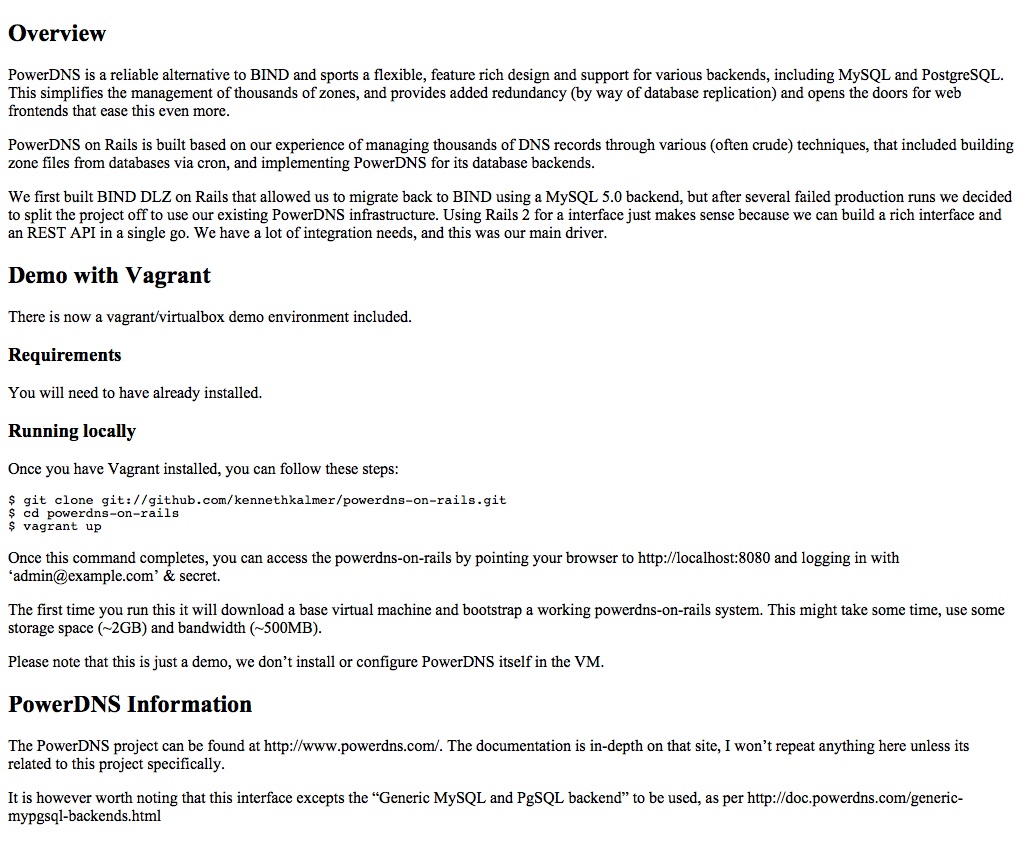 Overview
PowerDNS is a reliable alternative to BIND and sports a flexible, feature rich design and support for various backends, including MySQL and PostgreSQL.
This simplifies the management of thousands of zones, and provides added redundancy (by way of database replication) and opens the doors for web
frontends that ease this even more.
PowerDNS on Rails is built based on our experience of managing thousands of DNS records through various (often crude) techniques, that included building
zone files from databases via cron, and implementing PowerDNS for its database backends.
We first built BIND DLZ on Rails that allowed us to migrate back to BIND using a MySQL 5.0 backend, but after several failed production runs we decided
to split the project off to use our existing PowerDNS infrastructure. Using Rails 2 for a interface just makes sense because we can build a rich interface and
an REST API in a single go. We have a lot of integration needs, and this was our main driver.
Demo with Vagrant
There is now a vagrant/virtualbox demo environment included.
Requirements
You will need to have already installed.
Running locally
Once you have Vagrant installed, you can follow these steps:
$ git clone git://github.com/kennethkalmer/powerdns-on-rails.git
$ cd powerdns-on-rails
$ vagrant up
Once this command completes, you can access the powerdns-on-rails by pointing your browser to http://localhost:8080 and logging in with
‘admin@example.com’ & secret.
The first time you run this it will download a base virtual machine and bootstrap a working powerdns-on-rails system. This might take some time, use some
storage space (~2GB) and bandwidth (~500MB).
Please note that this is just a demo, we don’t install or configure PowerDNS itself in the VM.
PowerDNS Information
The PowerDNS project can be found at http://www.powerdns.com/. The documentation is in-depth on that site, I won’t repeat anything here unless its
related to this project specifically.
It is however worth noting that this interface excepts the “Generic MySQL and PgSQL backend” to be used, as per http://doc.powerdns.com/generic-
mypgsql-backends.html